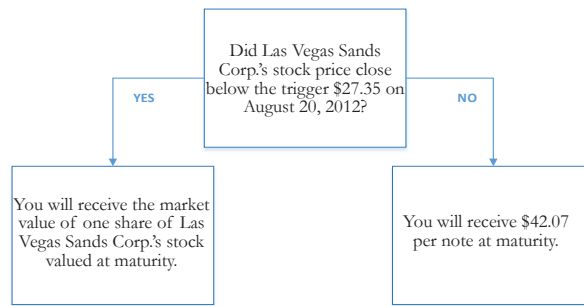 Did Las Vegas Sands
Corp.'s stock price close
below the trigger $27.35 on
August 20, 2012?
YES
NO
You will receive the market
value of one share of Las
Vegas Sands Corp.'s stock
valued at maturity.
You will receive $42.07
per note at maturity.